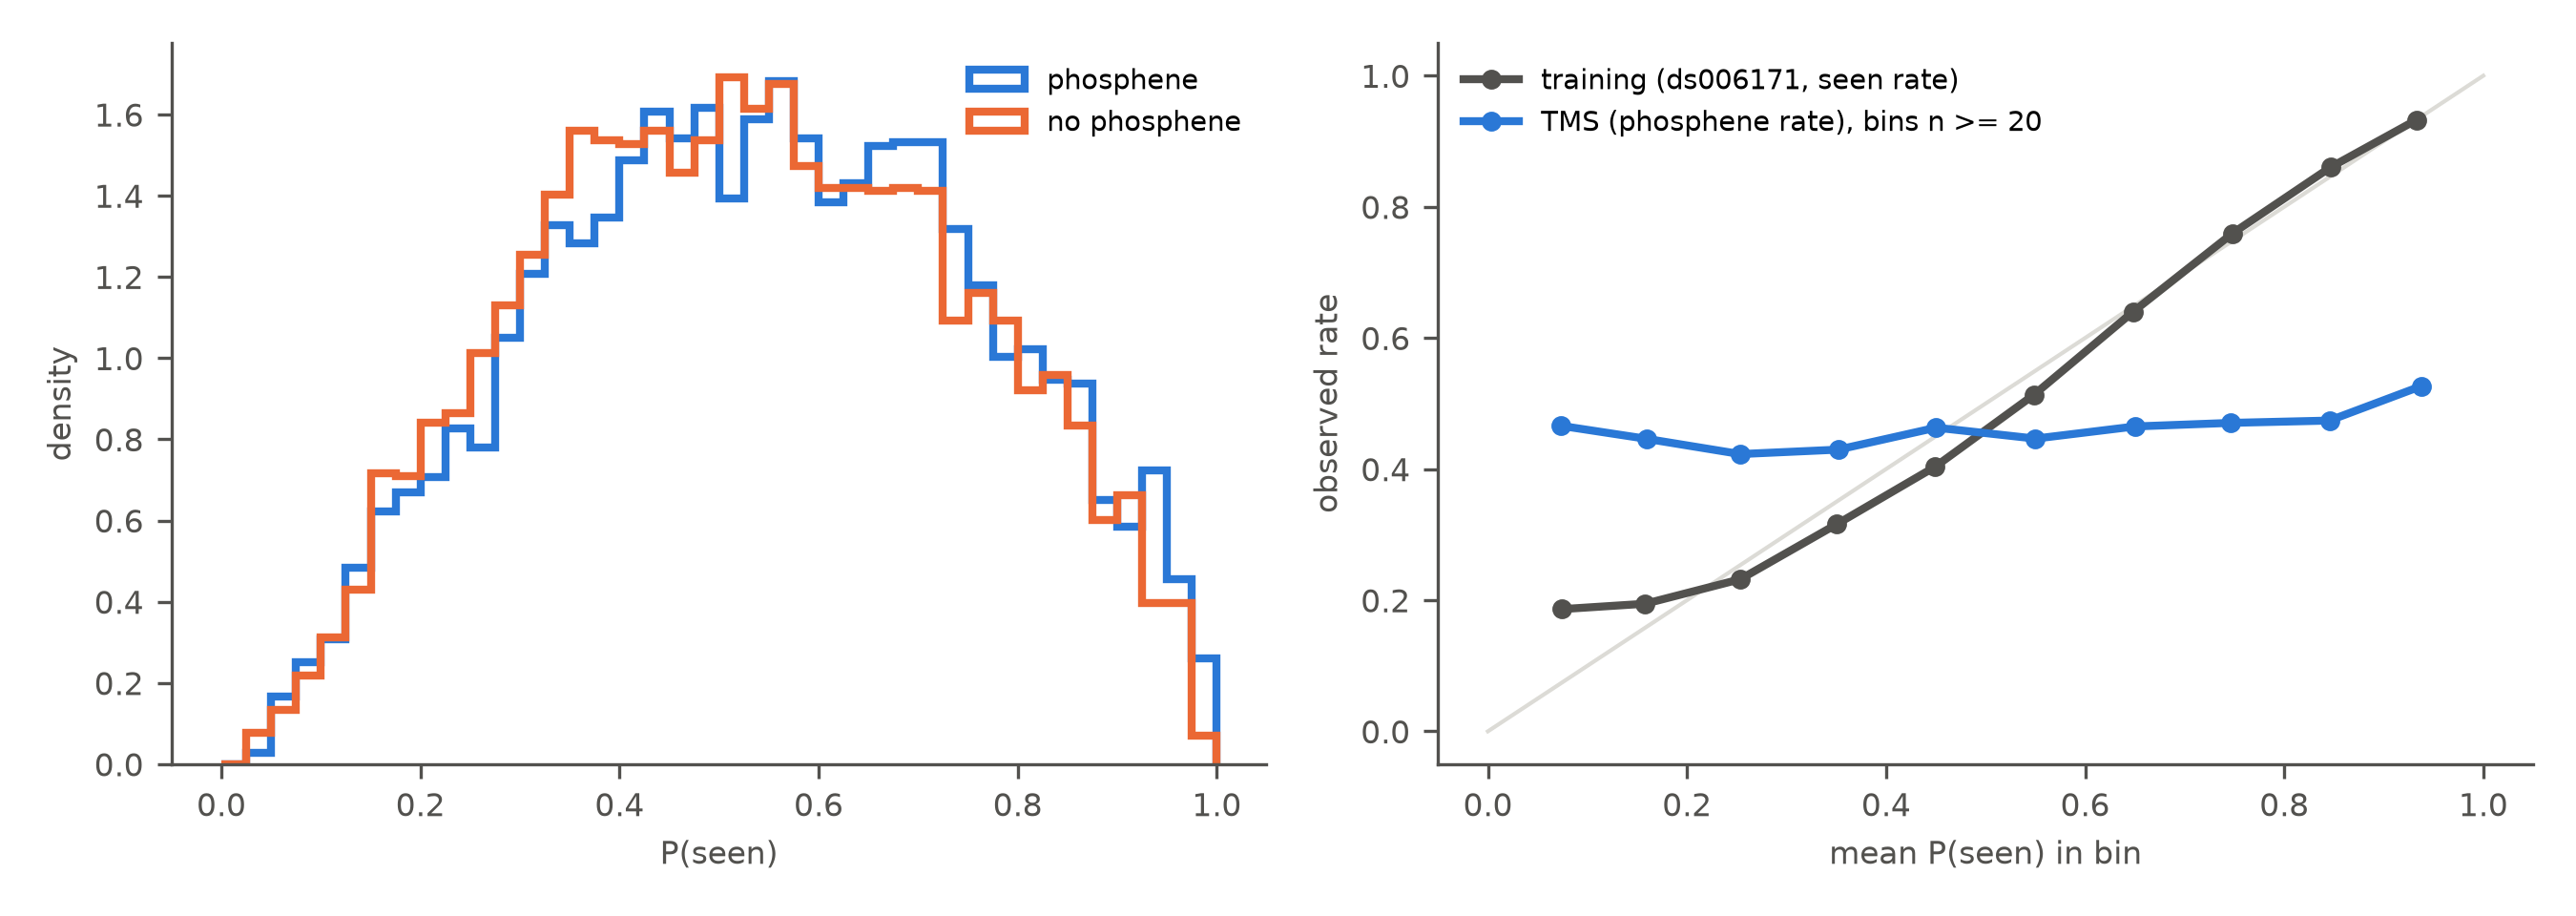 phosphene
no phosphene
density
1.6
1.4
1.2
1.0
0.8
0.6
0.4
0.2
0.0
0.0 0.2 0.4 0.6 0.8 1.0
P(seen)
training (ds006171, seen rate)
TMS (phosphene rate), bins n >= 20
observed rate
1.0
0.8
0.6
0.4
0.2
0.0
0.0 0.2 0.4 0.6 0.8 1.0
mean P(seen) in bin